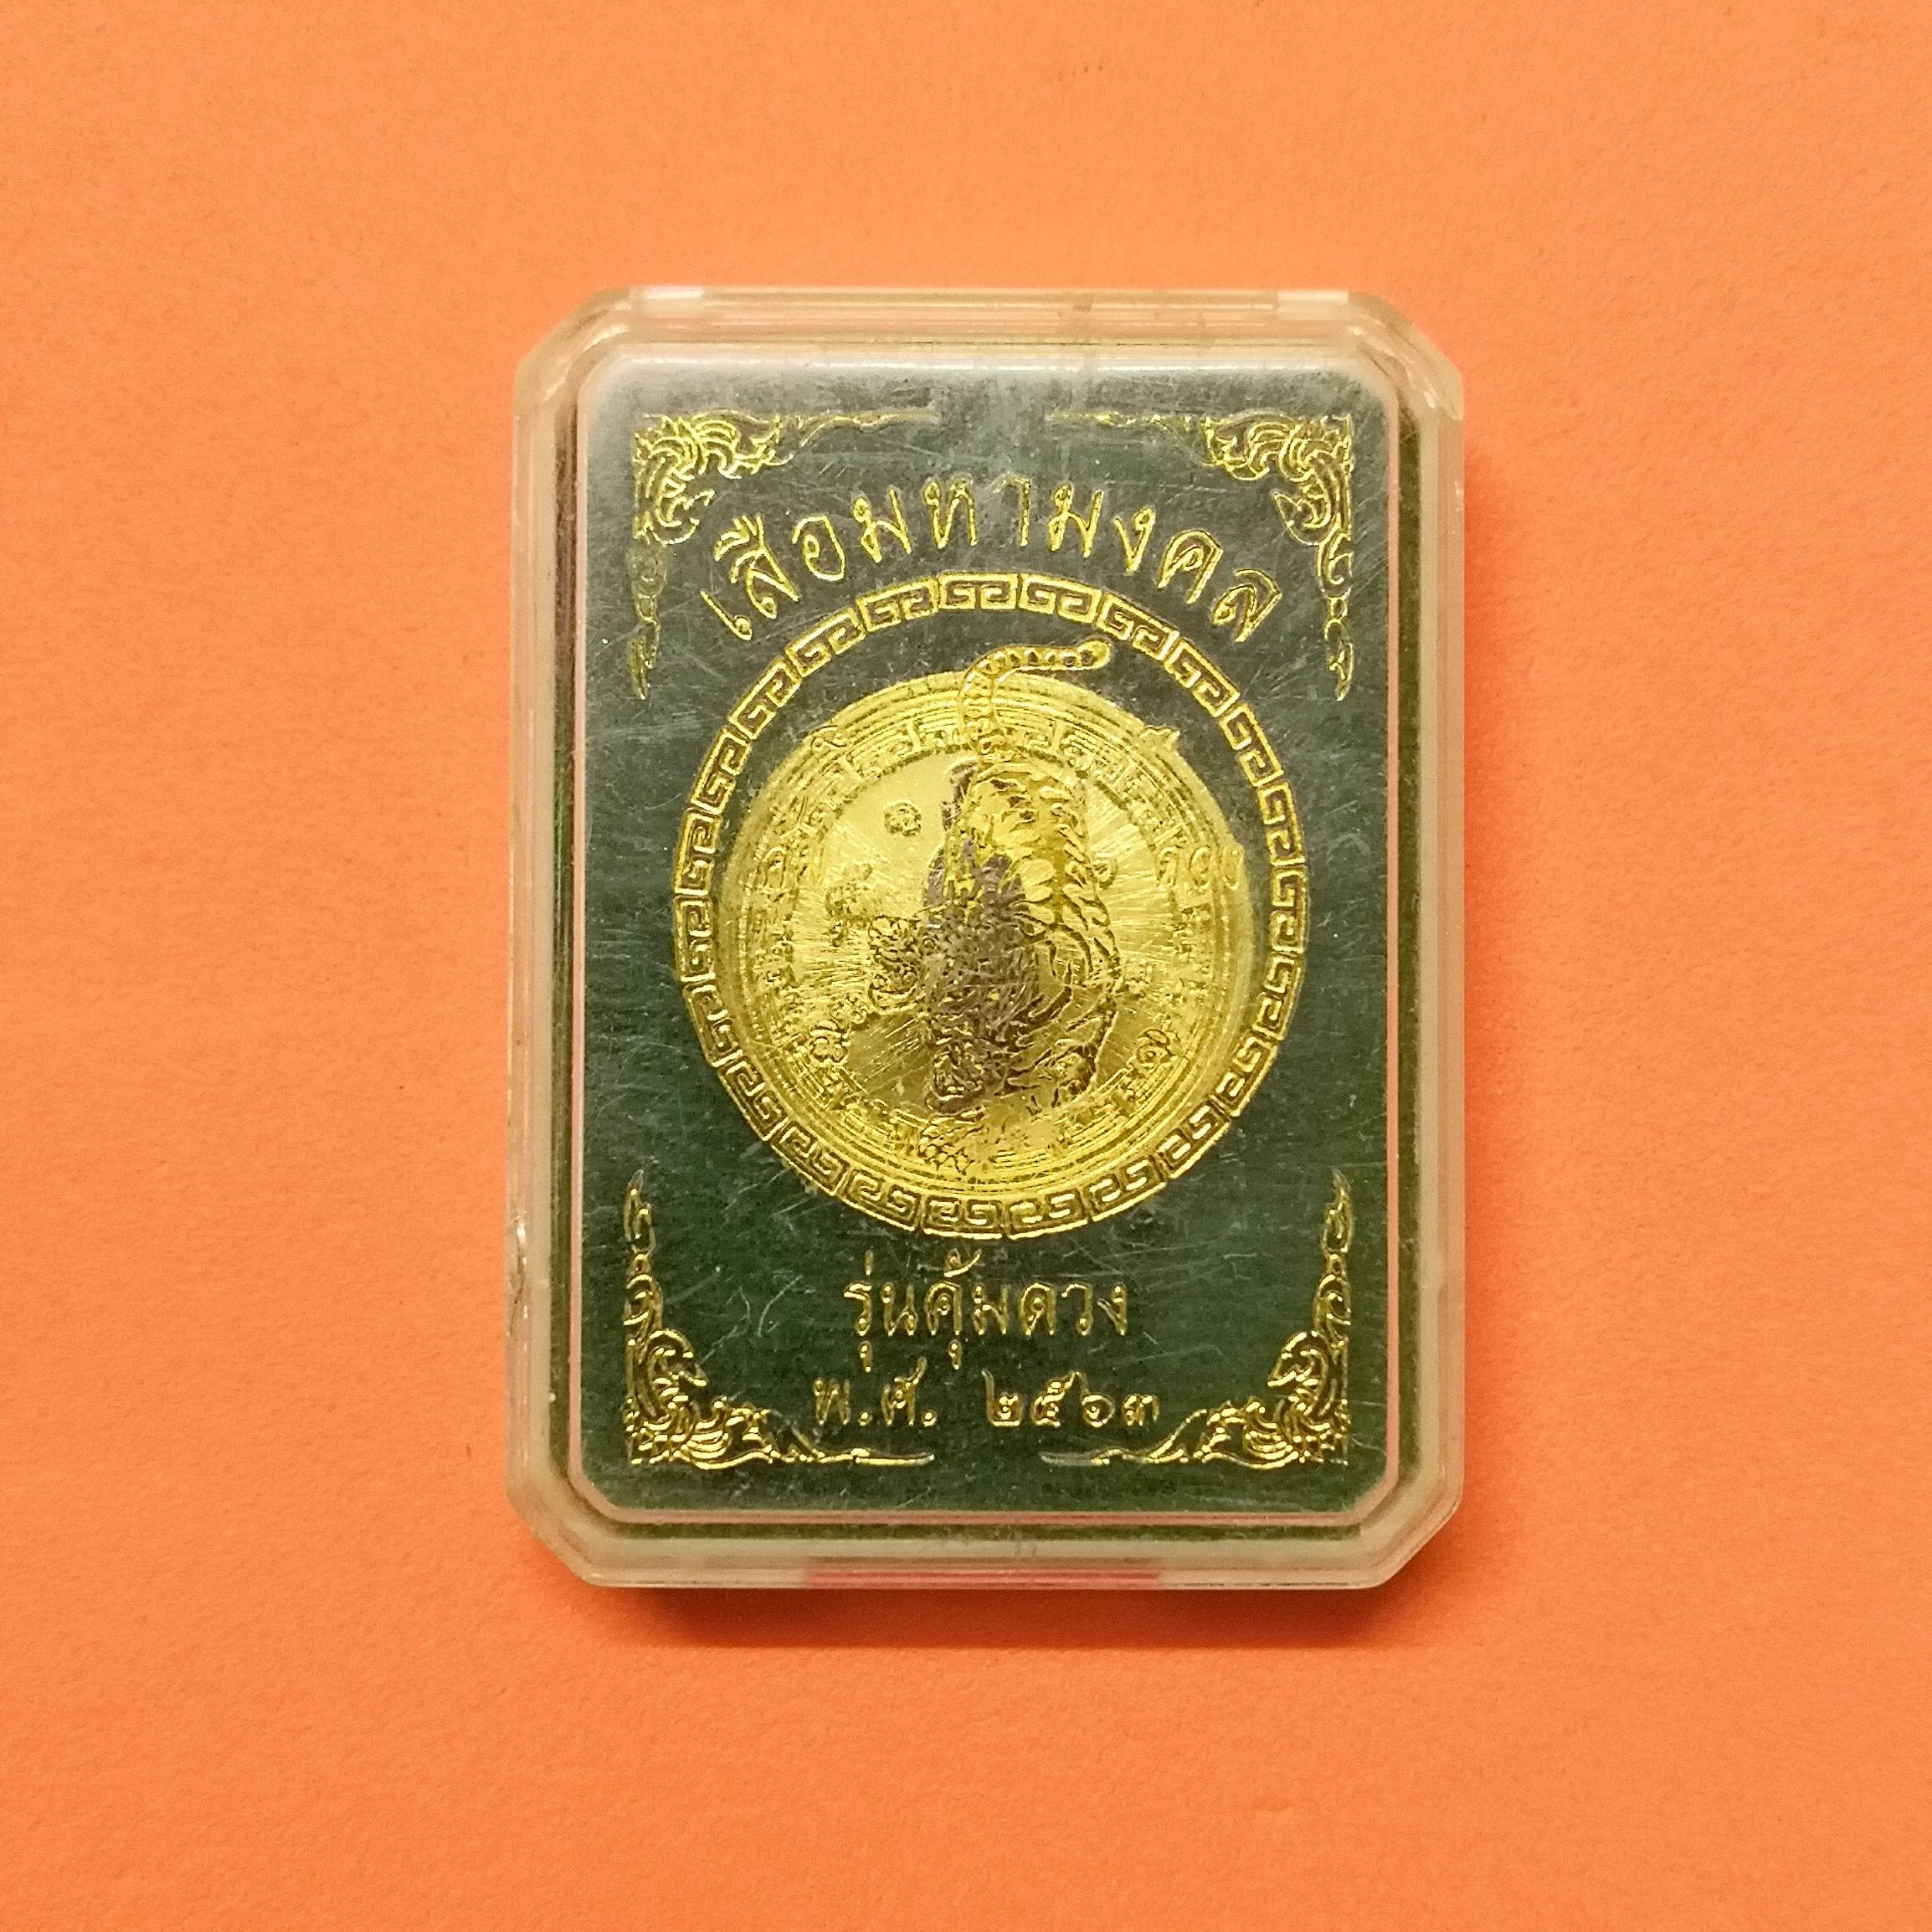 เสือมหามงคล
รุ่นคุ้มดวง
พ.ศ. ๒๕๖๓